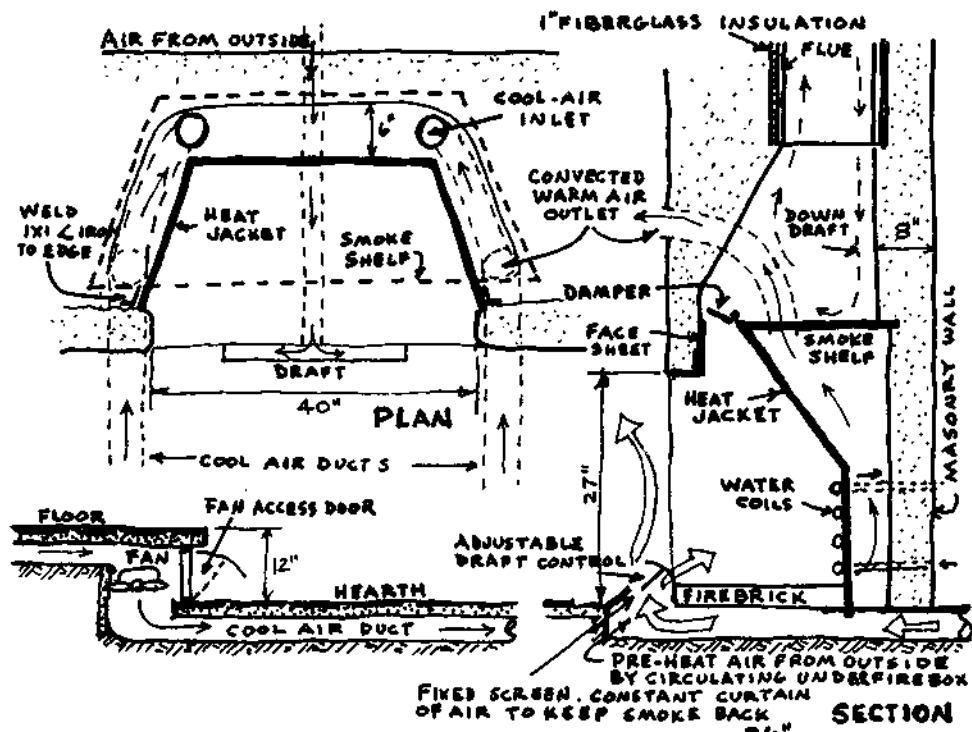 1" FIBERGLASS INSULATION
FLUE
AIR FROM OUTSIDE
COOL-AIR
INLET
6"
CONVECTED
WARM AIR
OUTLET
DOWN
DRAFT
8"
WELD
1X1 ∠ IRON
TO EDGE
HEAT
JACKET
SMOKE
SHELF
DAMPER
FACE
SHEET
SMOKE
SHELF
MASONRY WALL
DRAFT
40"
PLAN
HEAT
JACKET
COOL AIR DUCTS
27"
WATER
COILS
FAN ACCESS DOOR
FLOOR
FAN
12"
ADJUSTABLE
DRAFT CONTROL
HEARTH
FIREBRICK
COOL AIR DUCT
PRE-HEAT AIR FROM OUTSIDE
BY CIRCULATING UNDERFIREBOX
FIXED SCREEN. CONSTANT CURTAIN
OF AIR TO KEEP SMOKE BACK
SECTION